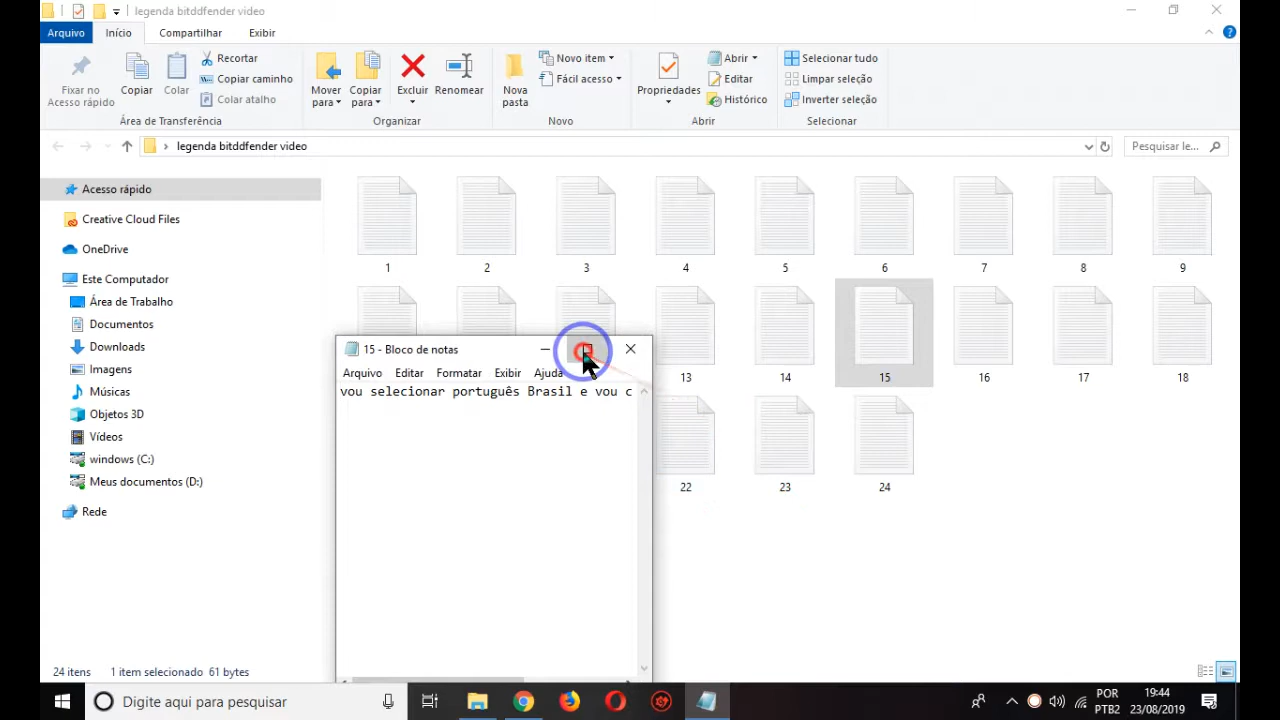 legenda bitddfender video
Arquivo
Início
Compartilhar
Exibir
Fixar no
Acesso rápido
Copiar
Colar
Recortar
Copiar caminho
Colar atalho
Área de Transferência
Mover
para
Copiar
para
Excluir
Renomear
Organizar
Nova
pasta
Novo item
Fácil acesso
Novo
Propriedades
Abrir
Editar
Histórico
Abrir
Selecionar tudo
Limpar seleção
Inverter seleção
Selecionar
legenda bitddfender video
Pesquisar le...
Acesso rápido
Creative Cloud Files
OneDrive
Este Computador
Área de Trabalho
Documentos
Downloads
Imagens
Músicas
Objetos 3D
Vídeos
windows (C:)
Meus documentos (D:)
Rede
1 2 3 4 5 6 7 8 9
13 14 15 16 17 18
22 23 24
15 - Bloco de notas
Arquivo Editar Formatar Exibir Ajuda
vou selecionar português Brasil e vou c
24 itens 1 item selecionado 61 bytes
Digite aqui para pesquisar
POR
PTB2
19:44
23/08/2019